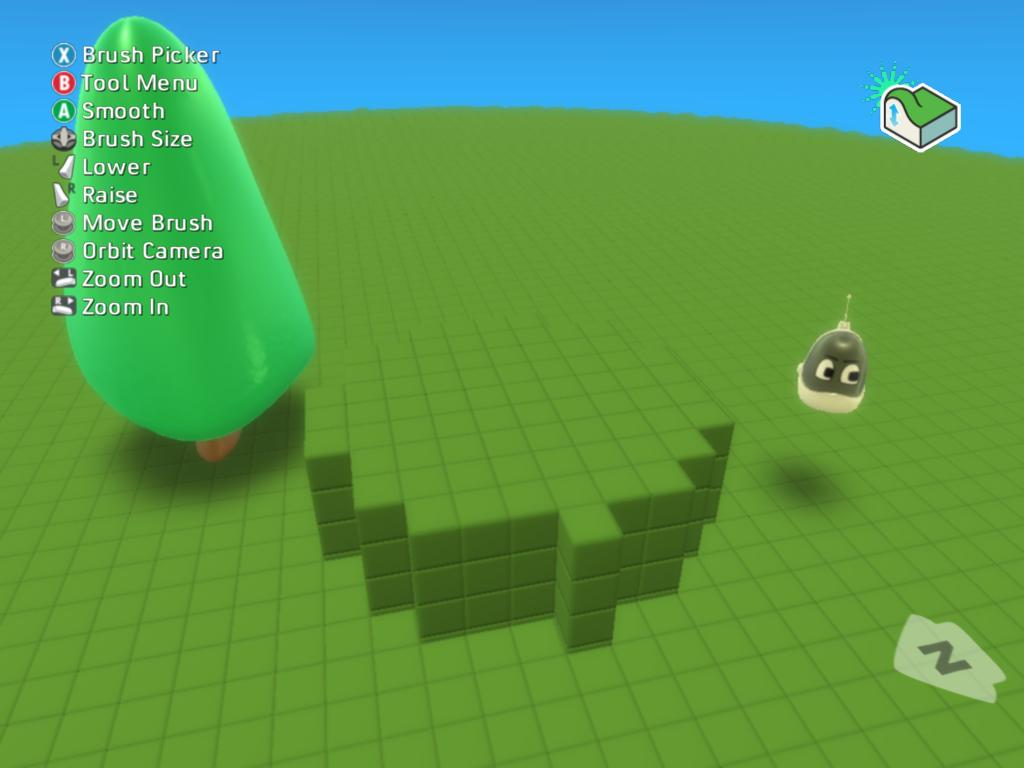 X Brush Picker
B Tool Menu
A Smooth
Brush Size
L Lower
R Raise
L Move Brush
R Orbit Camera
L Zoom Out
R Zoom In
N